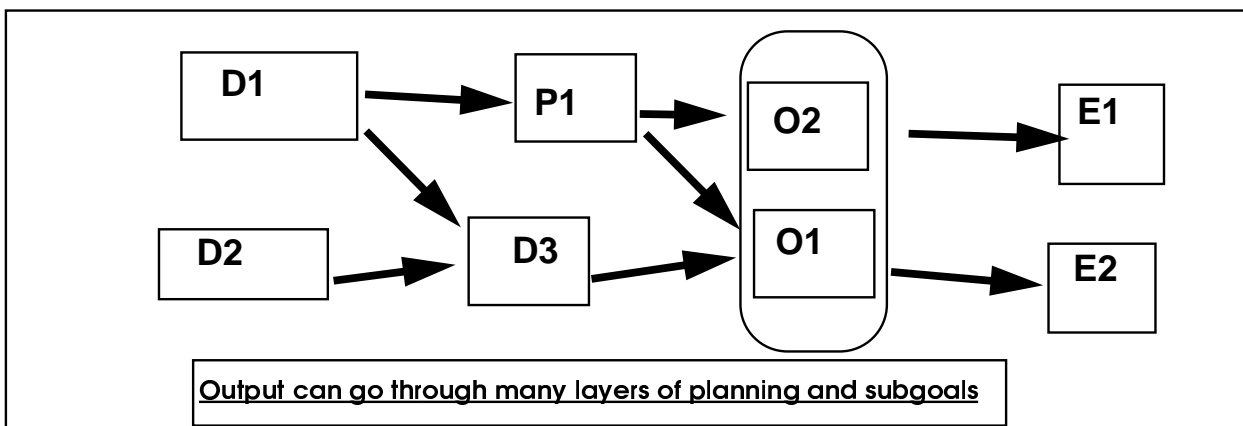 D1
P1
O2
E1
D2
D3
O1
E2
Output can go through many layers of planning and subgoals